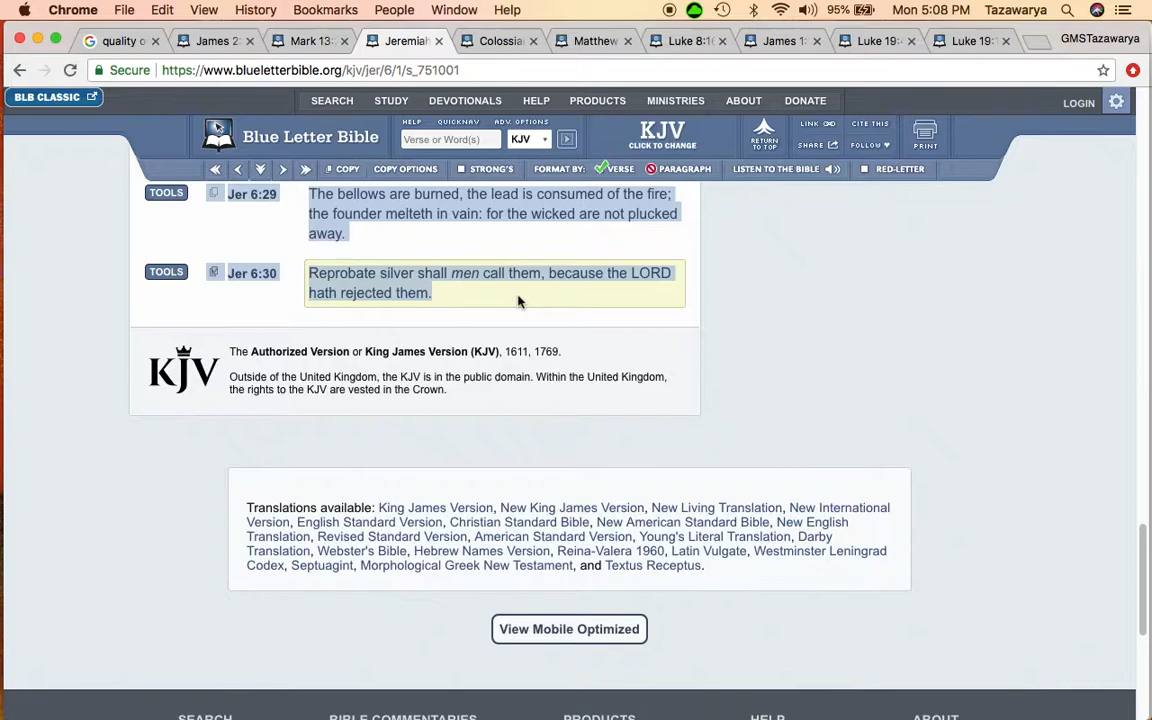 Chrome File Edit View History Bookmarks People Window Help 95% Mon 5:08 PM Tazawarya
quality o James 2: Mark 13: Jeremiah Colossia Matthew Luke 8:16 James 1: Luke 19: Luke 19: GMSTazawarya
Secure https://www.blueletterbible.org/kjv/jer/6/1/s_751001
BLB CLASSIC SEARCH STUDY DEVOTIONALS HELP PRODUCTS MINISTRIES ABOUT DONATE LOGIN
HELP QUICKNAV ADV. OPTIONS
Blue Letter Bible Verse or Word(s) KJV KJV CLICK TO CHANGE RETURN TO TOP LINK CITE THIS SHARE FOLLOW PRINT
COPY COPY OPTIONS STRONG'S FORMAT BY: VERSE PARAGRAPH LISTEN TO THE BIBLE RED-LETTER
TOOLS Jer 6:29 The bellows are burned, the lead is consumed of the fire;
the founder melteth in vain: for the wicked are not plucked
away.
TOOLS Jer 6:30 Reprobate silver shall men call them, because the LORD
hath rejected them.
KJV
The Authorized Version or King James Version (KJV), 1611, 1769.
Outside of the United Kingdom, the KJV is in the public domain. Within the United Kingdom,
the rights to the KJV are vested in the Crown.
Translations available: King James Version, New King James Version, New Living Translation, New International
Version, English Standard Version, Christian Standard Bible, New American Standard Bible, New English
Translation, Revised Standard Version, American Standard Version, Young's Literal Translation, Darby
Translation, Webster's Bible, Hebrew Names Version, Reina-Valera 1960, Latin Vulgate, Westminster Leningrad
Codex, Septuagint, Morphological Greek New Testament, and Textus Receptus.
View Mobile Optimized
SEARCH BIBLE COMMENTARIES PRODUCTS HELP ABOUT